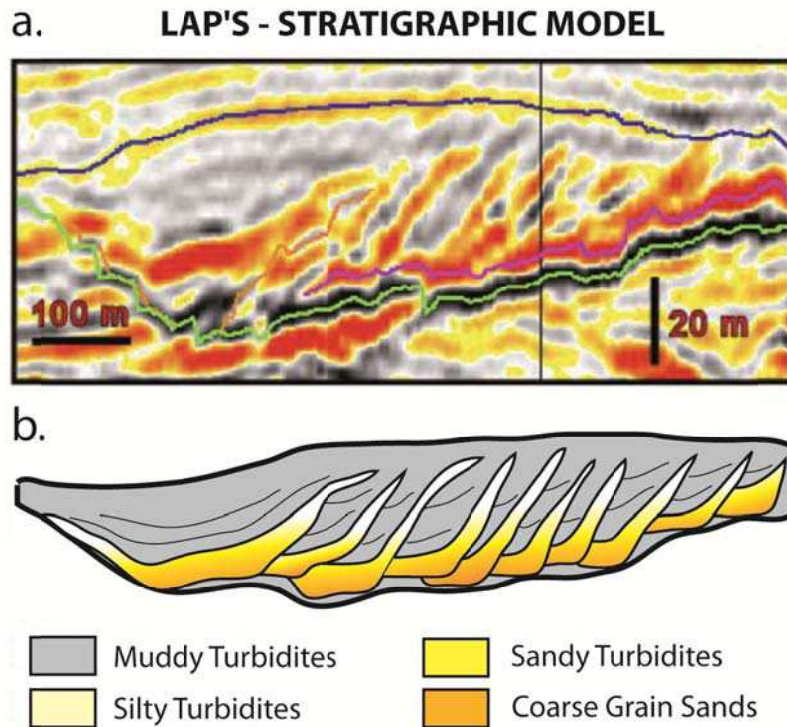 a. LAP'S - STRATIGRAPHIC MODEL
100 m
20 m
b.
Muddy Turbidites
Sandy Turbidites
Silty Turbidites
Coarse Grain Sands